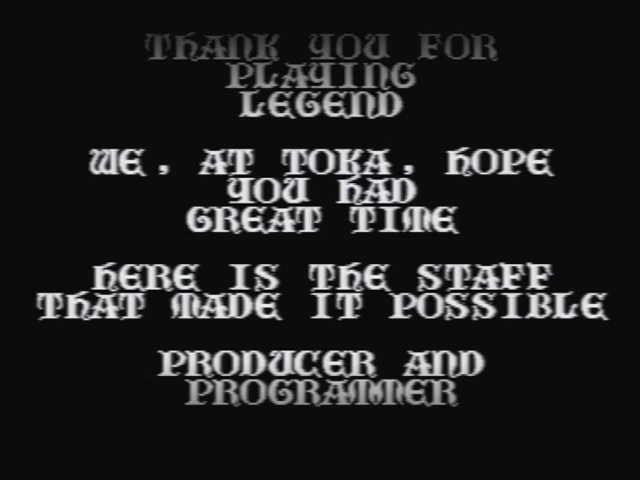 THANK YOU FOR
PLAYING
LEGEND
WE, AT TOKA, HOPE
YOU HAD
GREAT TIME
HERE IS THE STAFF
THAT MADE IT POSSIBLE
PRODUCER AND
PROGRAMMER